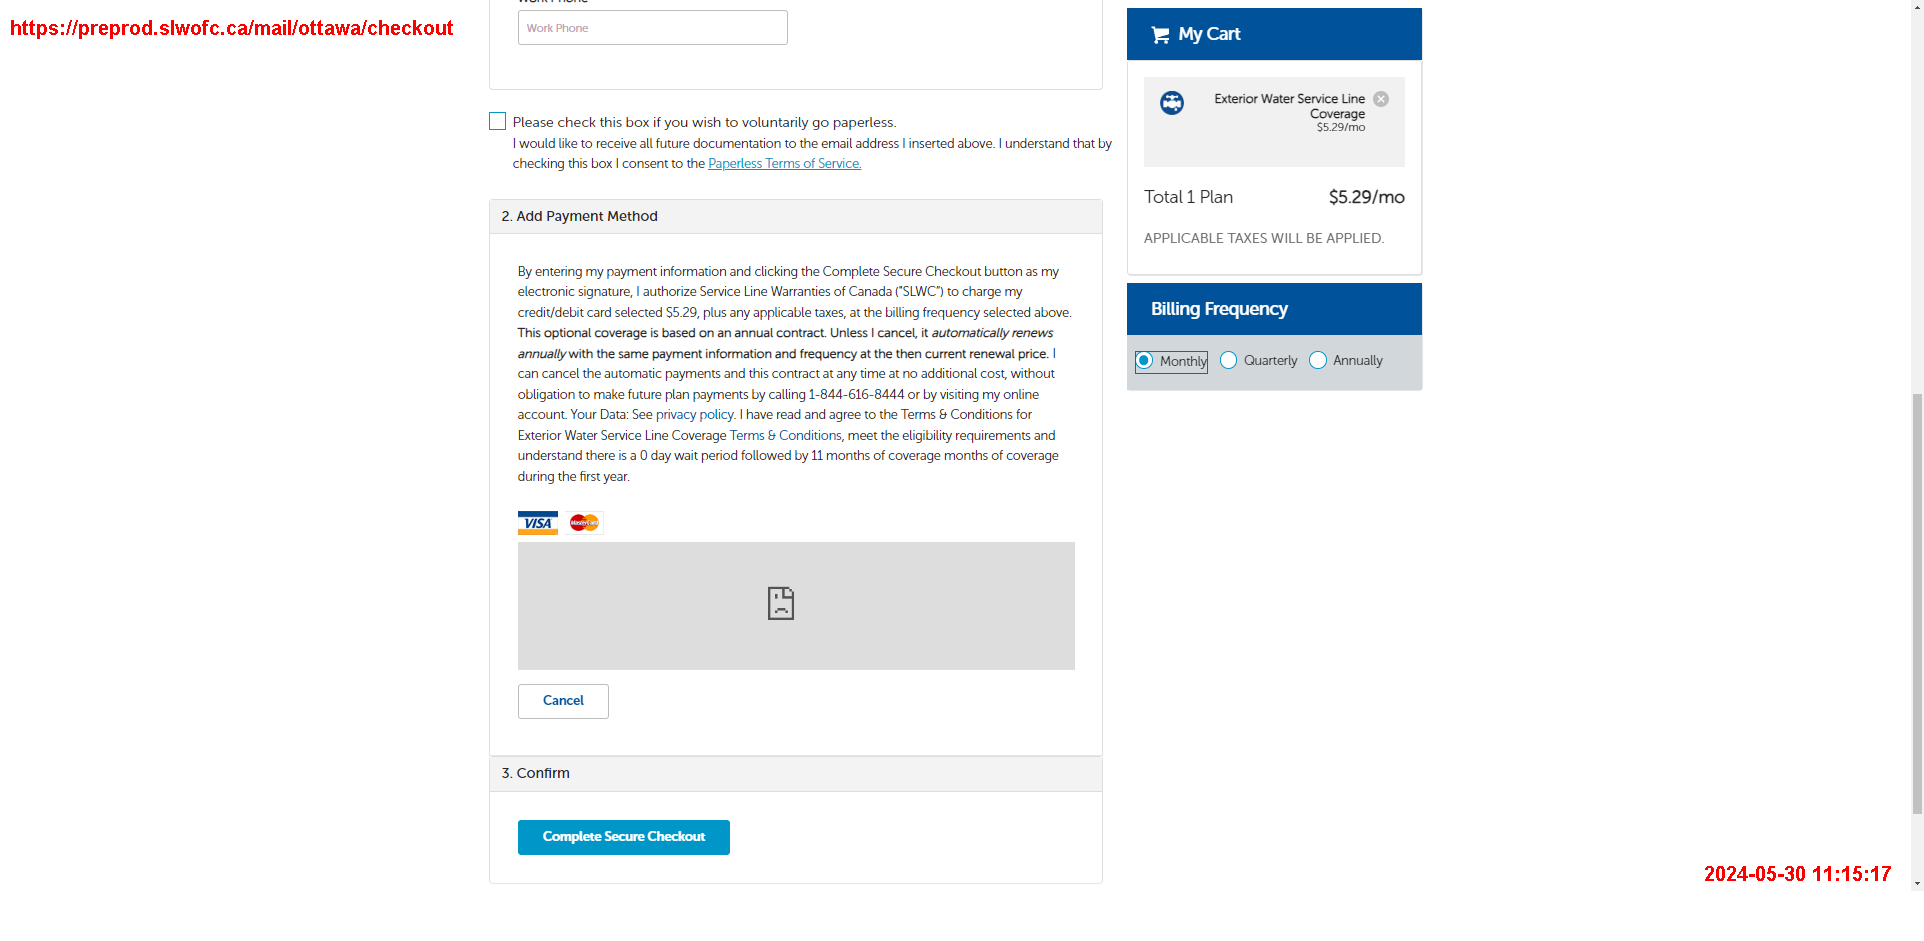 https://preprod.slwofc.ca/mail/ottawa/checkout
Work Phone
Please check this box if you wish to voluntarily go paperless.
I would like to receive all future documentation to the email address I inserted above. I understand that by
checking this box I consent to the Paperless Terms of Service.
2. Add Payment Method
By entering my payment information and clicking the Complete Secure Checkout button as my
electronic signature, I authorize Service Line Warranties of Canada ("SLWC") to charge my
credit/debit card selected $5.29, plus any applicable taxes, at the billing frequency selected above.
This optional coverage is based on an annual contract. Unless I cancel, it automatically renews
annually with the same payment information and frequency at the then current renewal price. I
can cancel the automatic payments and this contract at any time at no additional cost, without
obligation to make future plan payments by calling 1-844-616-8444 or by visiting my online
account. Your Data: See privacy policy. I have read and agree to the Terms & Conditions for
Exterior Water Service Line Coverage Terms & Conditions, meet the eligibility requirements and
understand there is a 0 day wait period followed by 11 months of coverage months of coverage
during the first year.
VISA MasterCard
Cancel
3. Confirm
Complete Secure Checkout
My Cart
Exterior Water Service Line
Coverage
$5.29/mo
Total 1 Plan $5.29/mo
APPLICABLE TAXES WILL BE APPLIED.
Billing Frequency
Monthly Quarterly Annually
2024-05-30 11:15:17